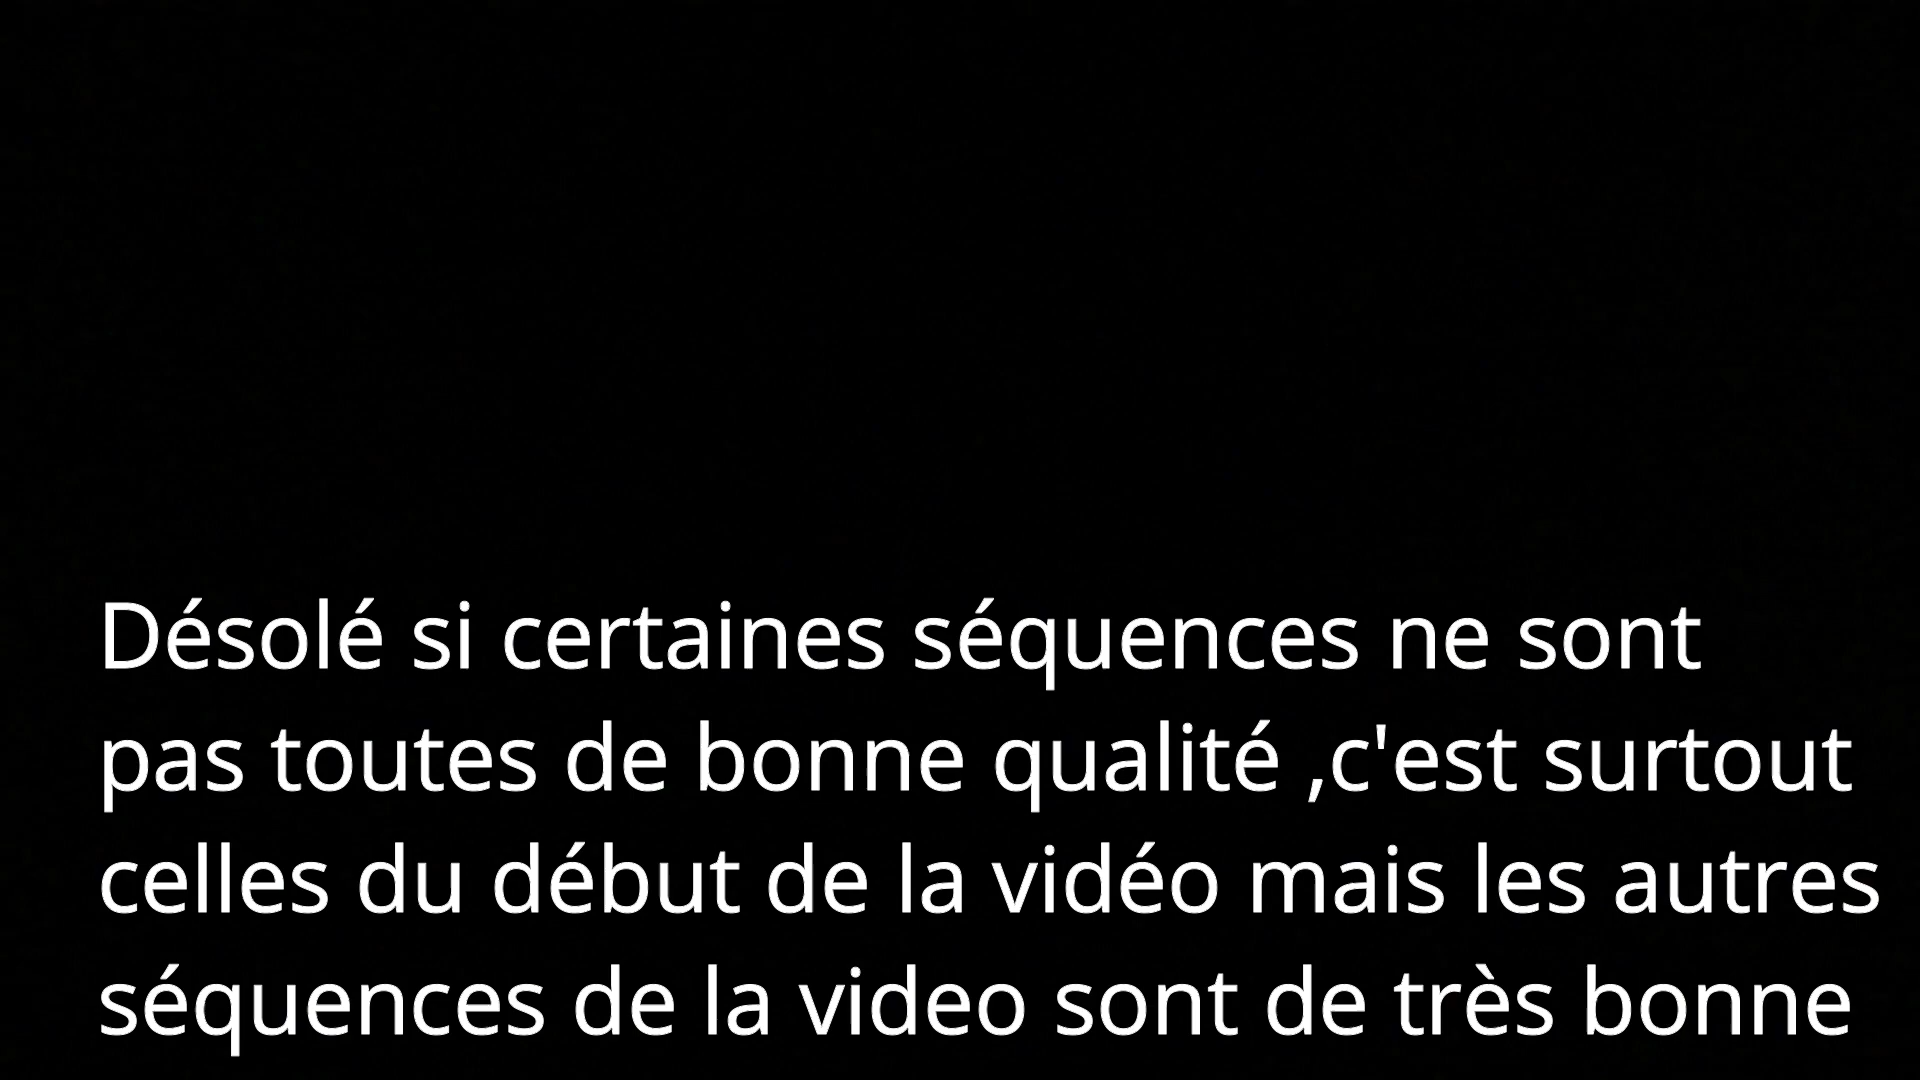 Désolé si certaines séquences ne sont
pas toutes de bonne qualité ,c'est surtout
celles du début de la vidéo mais les autres
séquences de la video sont de très bonne